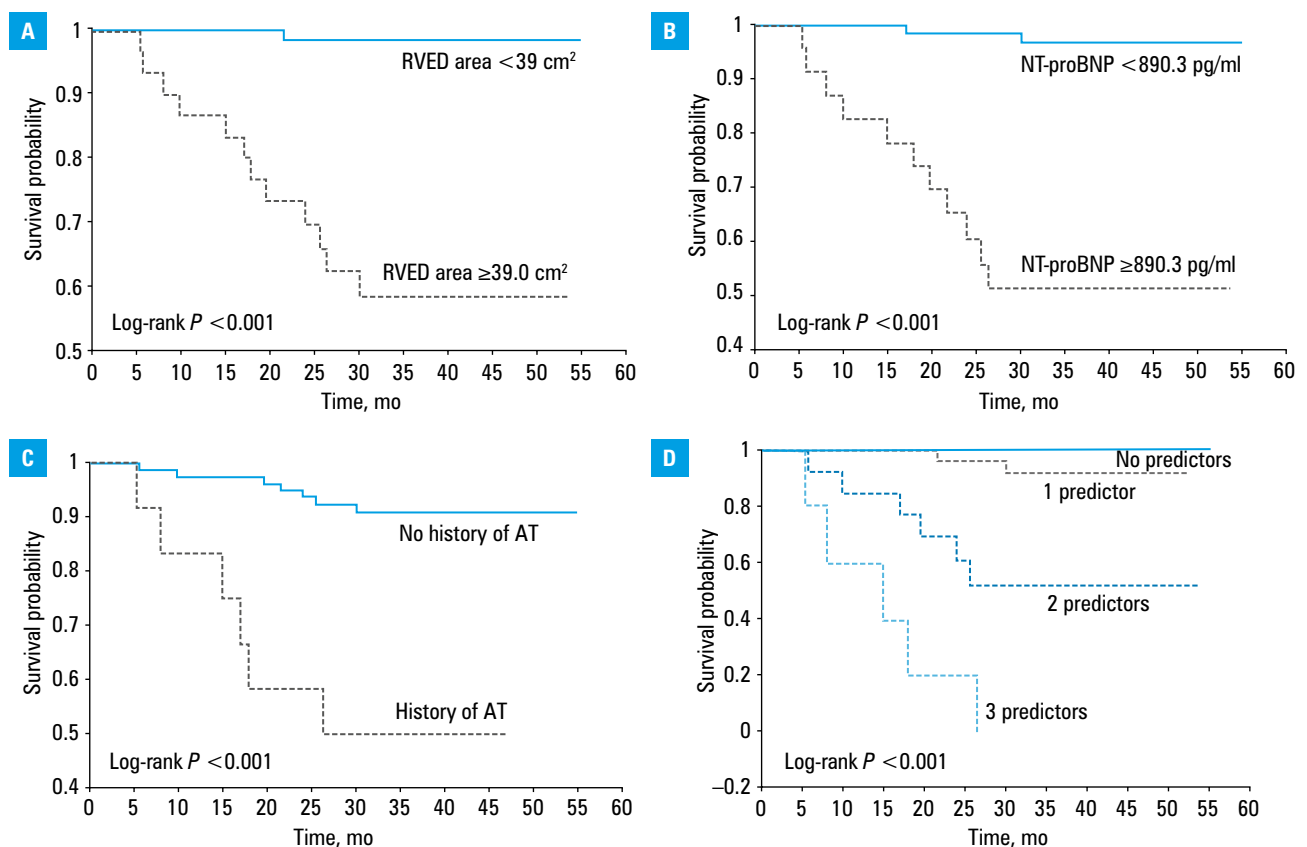 A
Survival probability
1
0.9
0.8
0.7
0.6
0.5
RVED area <39 cm²
RVED area ≥39.0 cm²
Log-rank P <0.001
0 5 10 15 20 25 30 35 40 45 50 55 60
Time, mo
B
Survival probability
1
0.9
0.8
0.7
0.6
0.5
0.4
NT-proBNP <890.3 pg/ml
NT-proBNP ≥890.3 pg/ml
Log-rank P <0.001
0 5 10 15 20 25 30 35 40 45 50 55 60
Time, mo
C
Survival probability
1
0.9
0.8
0.7
0.6
0.5
0.4
No history of AT
History of AT
Log-rank P <0.001
0 5 10 15 20 25 30 35 40 45 50 55 60
Time, mo
D
Survival probability
1
0.8
0.6
0.4
0.2
0
−0.2
No predictors
1 predictor
2 predictors
3 predictors
Log-rank P <0.001
0 5 10 15 20 25 30 35 40 45 50 55 60
Time, mo